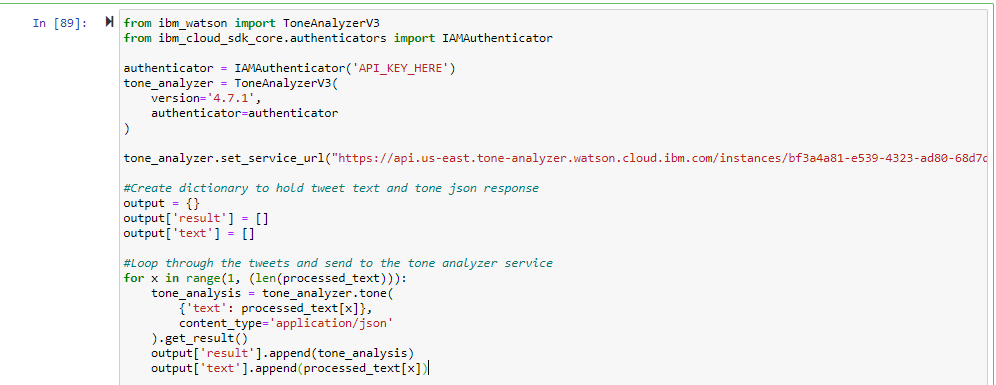 In [89]:
from ibm_watson import ToneAnalyzerV3
from ibm_cloud_sdk_core.authenticators import IAMAuthenticator
authenticator = IAMAuthenticator('API_KEY_HERE')
tone_analyzer = ToneAnalyzerV3(
    version='4.7.1',
    authenticator=authenticator
)
tone_analyzer.set_service_url("https://api.us-east.tone-analyzer.watson.cloud.ibm.com/instances/bf3a4a81-e539-4323-ad80-68d7c
#Create dictionary to hold tweet text and tone json response
output = {}
output['result'] = []
output['text'] = []
#Loop through the tweets and send to the tone analyzer service
for x in range(1, (len(processed_text))):
    tone_analysis = tone_analyzer.tone(
        {'text': processed_text[x]},
        content_type='application/json'
    ).get_result()
    output['result'].append(tone_analysis)
    output['text'].append(processed_text[x])